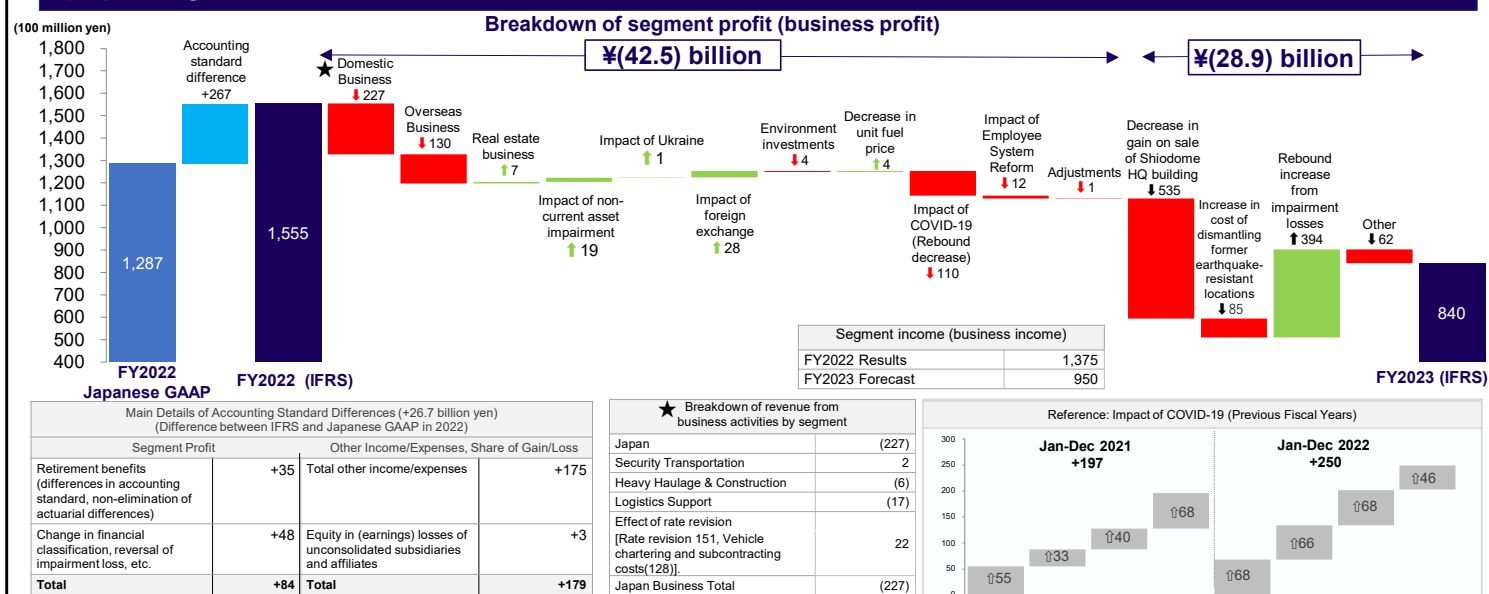 Breakdown of segment profit (business profit)
(100 million yen)
¥(42.5) billion
¥(28.9) billion
1,800
1,700
1,600
1,500
1,400
1,300
1,200
1,100
1,000
900
800
700
600
500
400
1,287
FY2022
Japanese GAAP
Accounting
standard
difference
+267
1,555
FY2022 (IFRS)
★ Domestic
Business
⬇227
Overseas
Business
⬇130
Real estate
business
⬆7
Impact of non-
current asset
impairment
⬆19
Impact of Ukraine
⬆1
Impact of
foreign
exchange
⬆28
Environment
investments
⬇4
Decrease in
unit fuel
price
⬆4
Impact of
COVID-19
(Rebound
decrease)
⬇110
Impact of
Employee
System
Reform
⬇12
Adjustments
⬇1
Decrease in
gain on sale
of Shiodome
HQ building
⬇535
Increase in
cost of
dismantling
former
earthquake-
resistant
locations
⬇85
Rebound
increase
from
impairment
losses
⬆394
Other
⬇62
840
FY2023 (IFRS)
Segment income (business income)
FY2022 Results 1,375
FY2023 Forecast 950
Main Details of Accounting Standard Differences (+26.7 billion yen)
(Difference between IFRS and Japanese GAAP in 2022)
Segment Profit Other Income/Expenses, Share of Gain/Loss
Retirement benefits +35 Total other income/expenses +175
(differences in accounting
standard, non-elimination of
actuarial differences)
Change in financial +48 Equity in (earnings) losses of +3
classification, reversal of unconsolidated subsidiaries
impairment loss, etc. and affiliates
Total +84 Total +179
★ Breakdown of revenue from
business activities by segment
Japan (227)
Security Transportation 2
Heavy Haulage & Construction (6)
Logistics Support (17)
Effect of rate revision
[Rate revision 151, Vehicle 22
chartering and subcontracting
costs(128)].
Japan Business Total (227)
Reference: Impact of COVID-19 (Previous Fiscal Years)
300
250
200
150
100
50
0
Jan-Dec 2021
+197
⇧55
⇧33
⇧40
⇧68
Jan-Dec 2022
+250
⇧68
⇧66
⇧68
⇧46